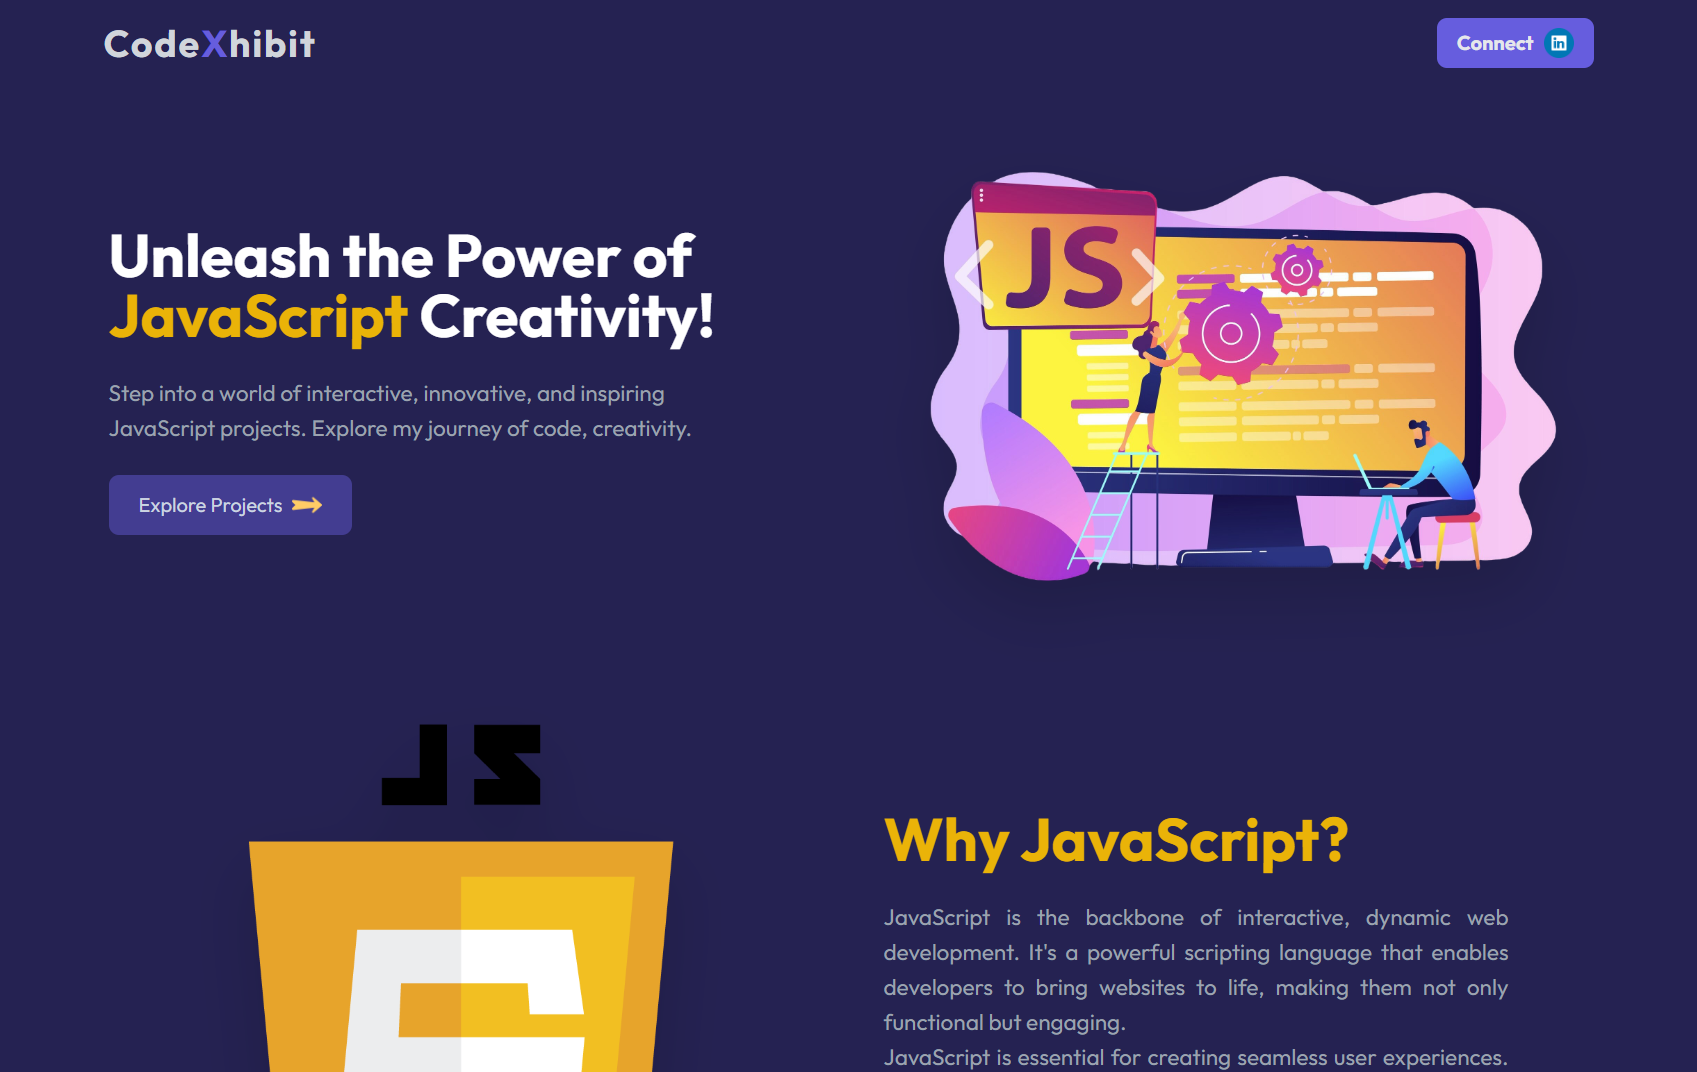 CodeXhibit
Connect in
Unleash the Power of
JavaScript Creativity!
Step into a world of interactive, innovative, and inspiring
JavaScript projects. Explore my journey of code, creativity.
Explore Projects
JS
JS
Why JavaScript?
JavaScript is the backbone of interactive, dynamic web
development. It's a powerful scripting language that enables
developers to bring websites to life, making them not only
functional but engaging.
JavaScript is essential for creating seamless user experiences.